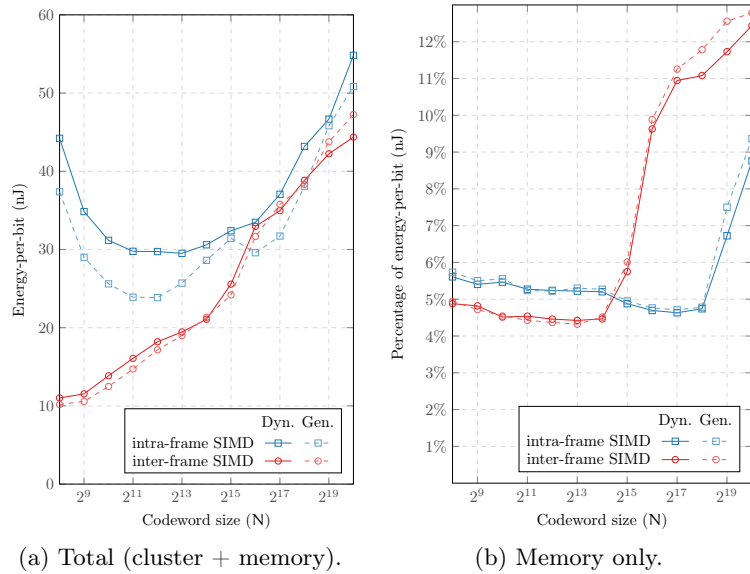 60
50
40
30
20
10
0
Energy-per-bit (nJ)
2^9 2^11 2^13 2^15 2^17 2^19
Codeword size (N)
Dyn. Gen.
intra-frame SIMD
inter-frame SIMD
(a) Total (cluster + memory).
12%
11%
10%
9%
8%
7%
6%
5%
4%
3%
2%
1%
Percentage of energy-per-bit (nJ)
2^9 2^11 2^13 2^15 2^17 2^19
Codeword size (N)
Dyn. Gen.
intra-frame SIMD
inter-frame SIMD
(b) Memory only.